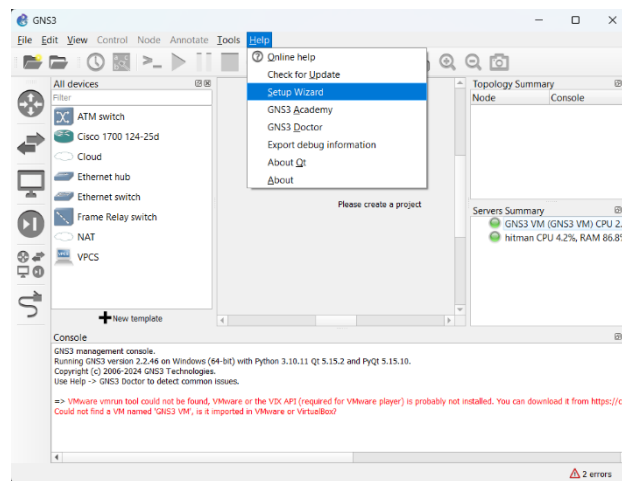 GNS3
File Edit View Control Node Annotate Tools Help
Online help
Check for Update
Setup Wizard
GNS3 Academy
GNS3 Doctor
Export debug information
About Qt
About
All devices
Filter
ATM switch
Cisco 1700 124-25d
Cloud
Ethernet hub
Ethernet switch
Frame Relay switch
NAT
VPCS
New template
Please create a project
Topology Summary
Node Console
Servers Summary
GNS3 VM (GNS3 VM) CPU 2.
hitman CPU 4.2%, RAM 86.8%
Console
GNS3 management console.
Running GNS3 version 2.2.46 on Windows (64-bit) with Python 3.10.11 Qt 5.15.2 and PyQt 5.15.10.
Copyright (c) 2006-2024 GNS3 Technologies.
Use Help -> GNS3 Doctor to detect common issues.
=> VMware vmrun tool could not be found, VMware or the VIX API (required for VMware player) is probably not installed. You can download it from https://c
Could not find a VM named 'GNS3 VM', is it imported in VMware or VirtualBox?
2 errors